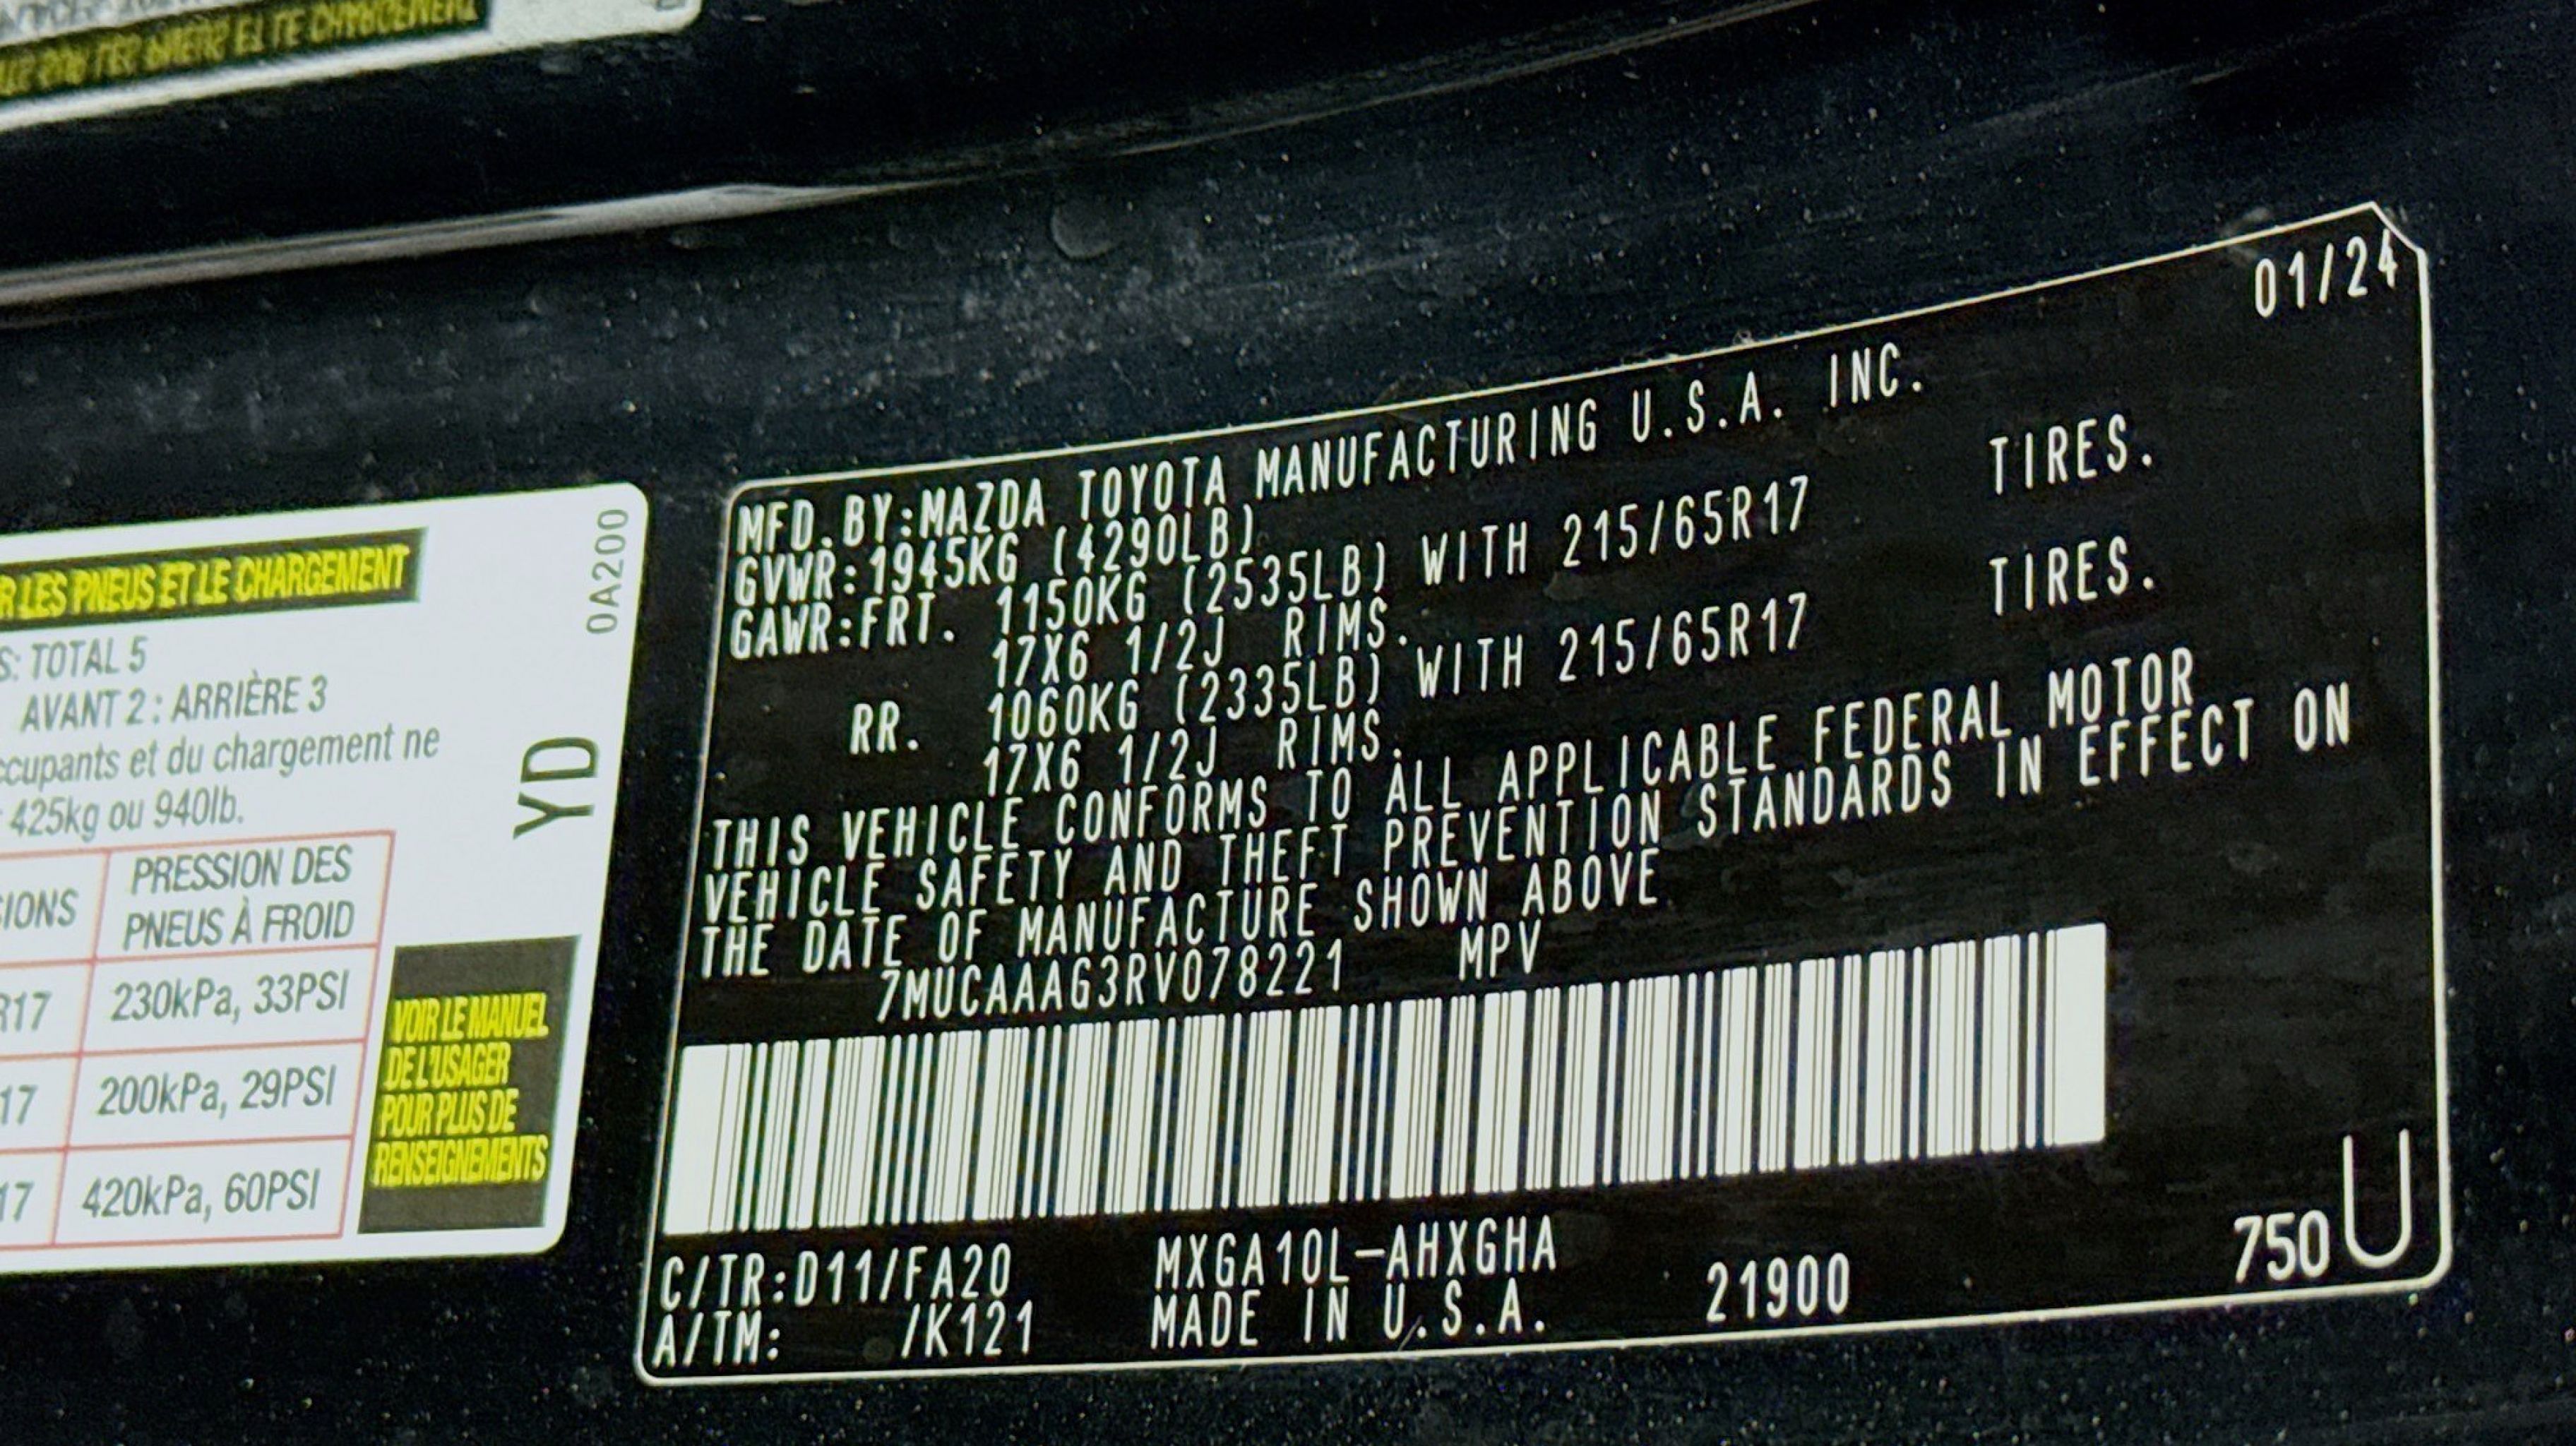 R LES PNEUS ET LE CHARGEMENT
0A200
S: TOTAL 5
AVANT 2 : ARRIÈRE 3
ccupants et du chargement ne
425kg ou 940lb.
YD
IONS
PRESSION DES
PNEUS À FROID
R17
230kPa, 33PSI
17
200kPa, 29PSI
17
420kPa, 60PSI
VOIR LE MANUEL
DE L'USAGER
POUR PLUS DE
RENSEIGNEMENTS
01/24
MFD.BY:MAZDA TOYOTA MANUFACTURING U.S.A. INC.
GVWR:1945KG (4290LB)
GAWR:FRT. 1150KG (2535LB) WITH 215/65R17 TIRES.
17X6 1/2J RIMS.
RR. 1060KG (2335LB) WITH 215/65R17 TIRES.
17X6 1/2J RIMS.
THIS VEHICLE CONFORMS TO ALL APPLICABLE FEDERAL MOTOR
VEHICLE SAFETY AND THEFT PREVENTION STANDARDS IN EFFECT ON
THE DATE OF MANUFACTURE SHOWN ABOVE
7MUCAAAG3RV078221 MPV
C/TR:D11/FA20 MXGA10L-AHXGHA
A/TM: /K121 MADE IN U.S.A. 21900
750U